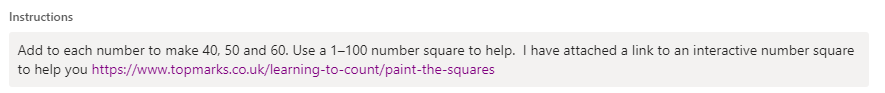 Instructions
Add to each number to make 40, 50 and 60. Use a 1–100 number square to help.  I have attached a link to an interactive number square
to help you https://www.topmarks.co.uk/learning-to-count/paint-the-squares